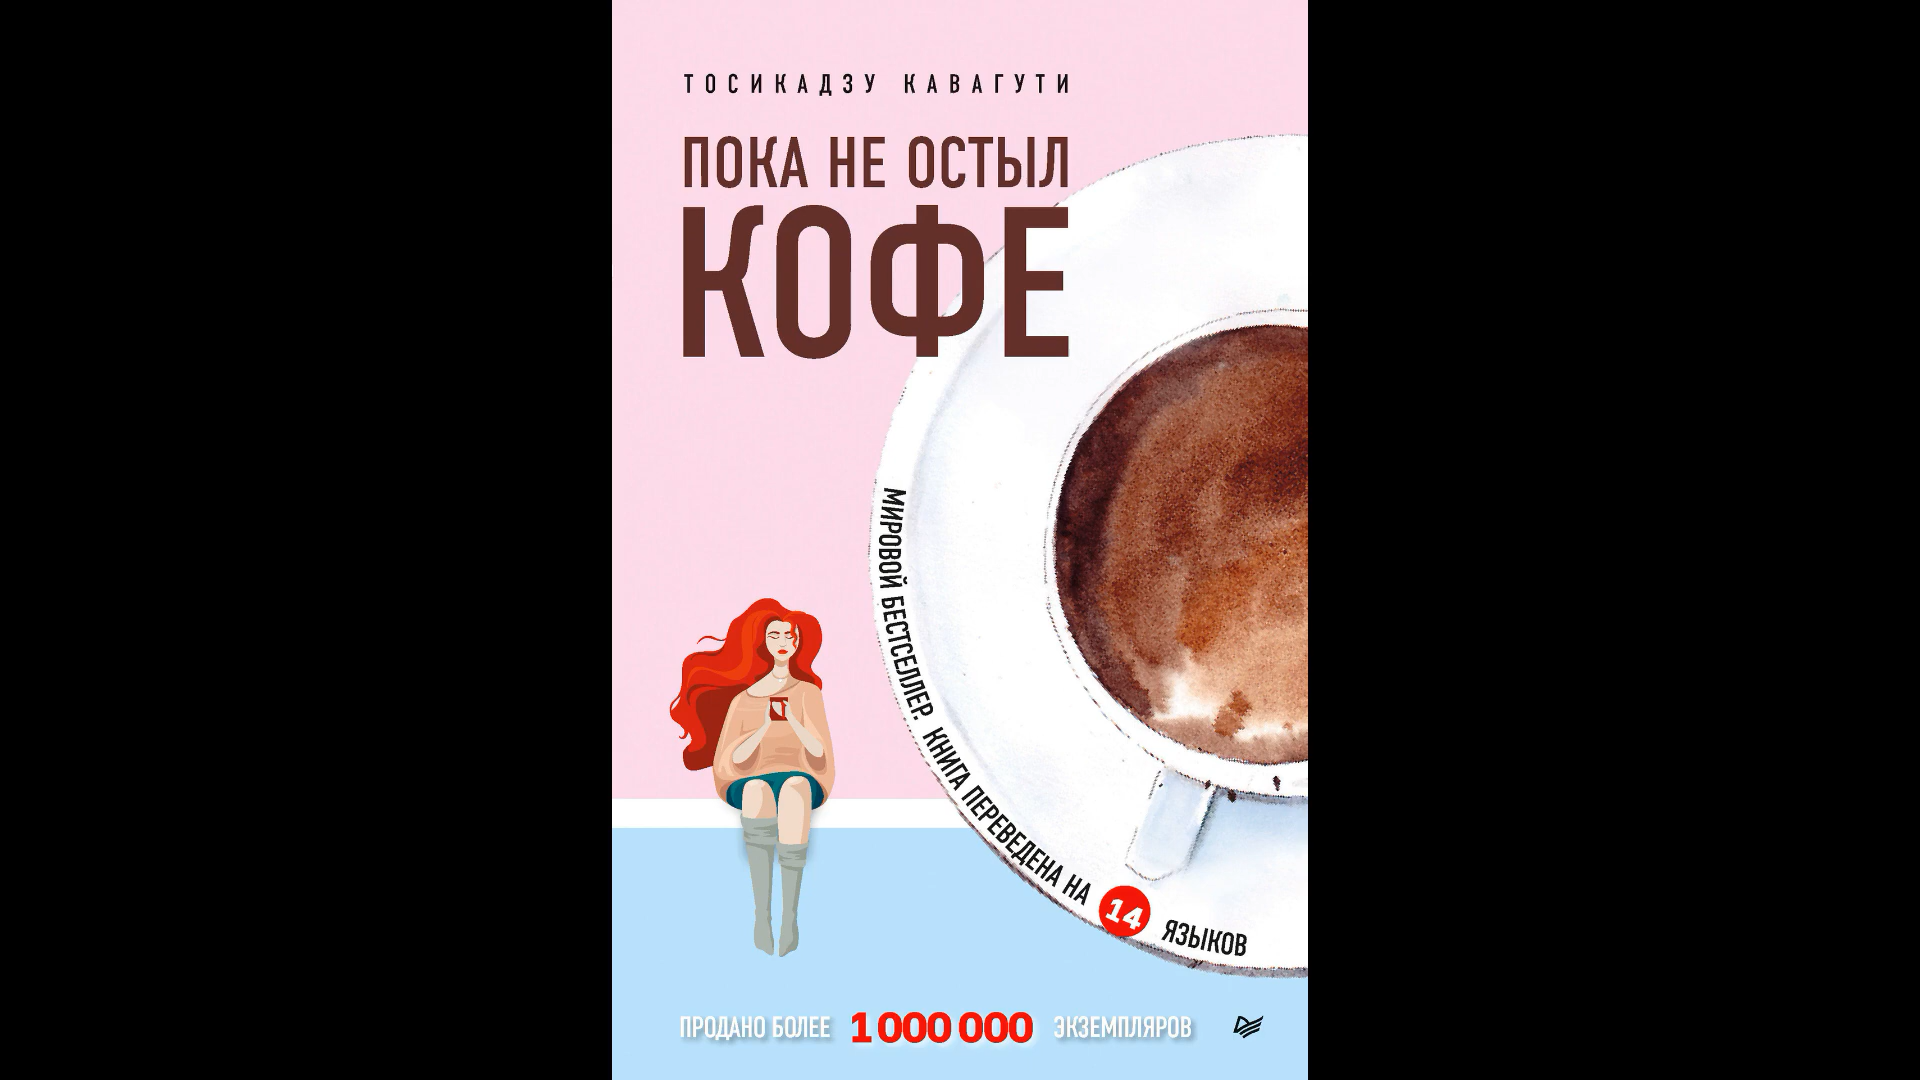 ТОСИКАДЗУ КАВАГУТИ
ПОКА НЕ ОСТЫЛ
КОФЕ
МИРОВОЙ БЕСТСЕЛЛЕР. КНИГА ПЕРЕВЕДЕНА НА 14 ЯЗЫКОВ
ПРОДАНО БОЛЕЕ 1 000 000 ЭКЗЕМПЛЯРОВ